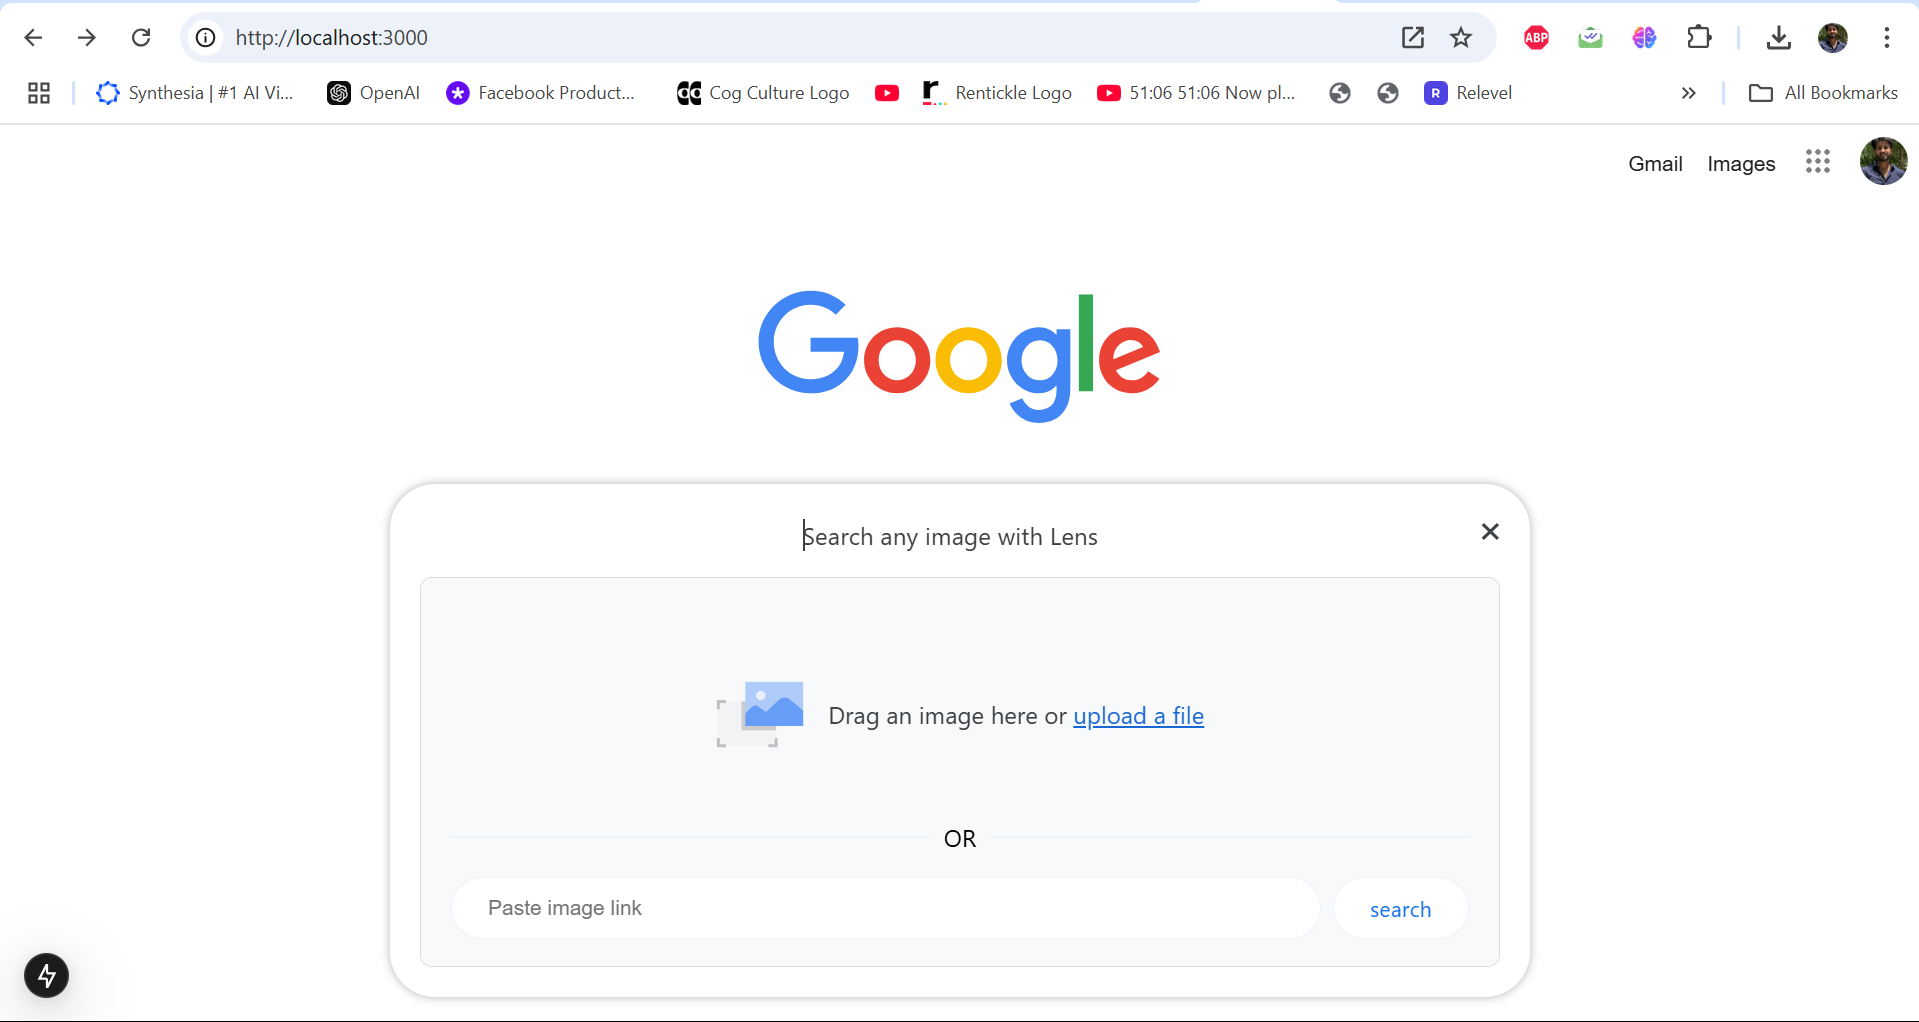 http://localhost:3000
ABP
Synthesia | #1 AI Vi...
OpenAI
Facebook Product...
Cog Culture Logo
r
Rentickle Logo
51:06 51:06 Now pl...
R
Relevel
All Bookmarks
Gmail
Images
Google
Search any image with Lens
Drag an image here or upload a file
OR
Paste image link
search